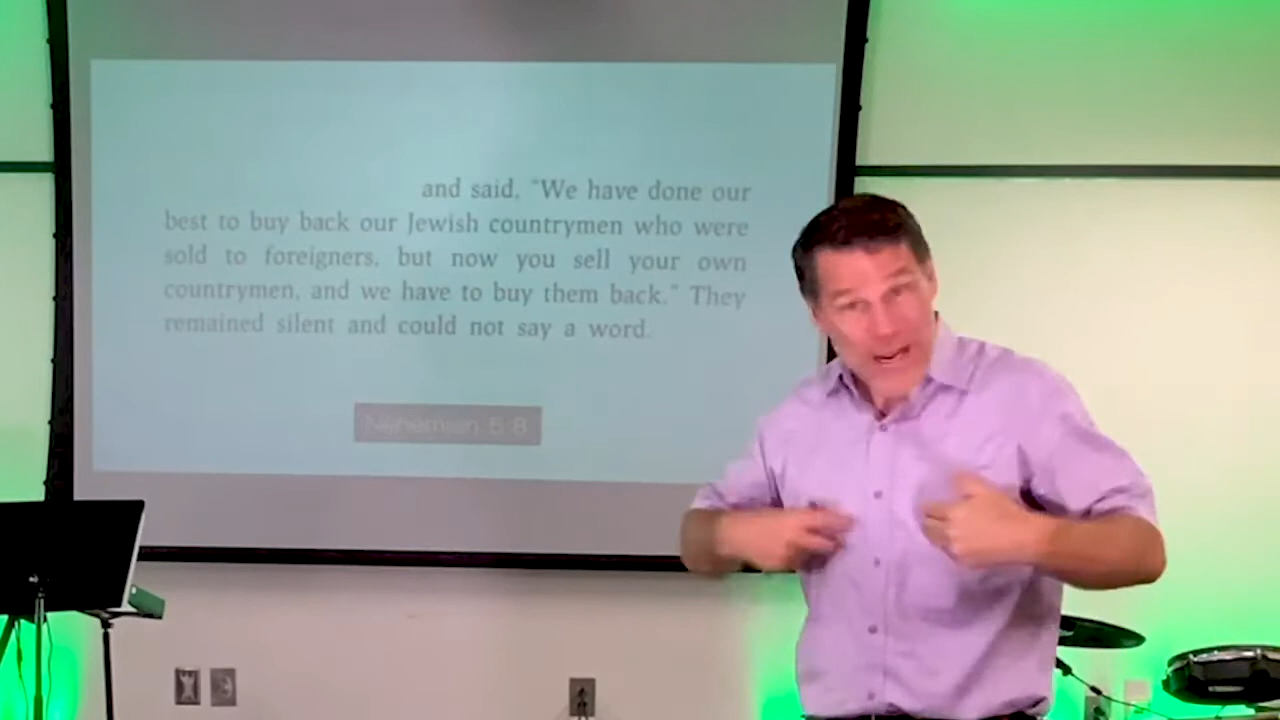 and said, "We have done our
best to buy back our Jewish countrymen who were
sold to foreigners, but now you sell your own
countrymen, and we have to buy them back." They
remained silent and could not say a word.
Nehemiah 5:8